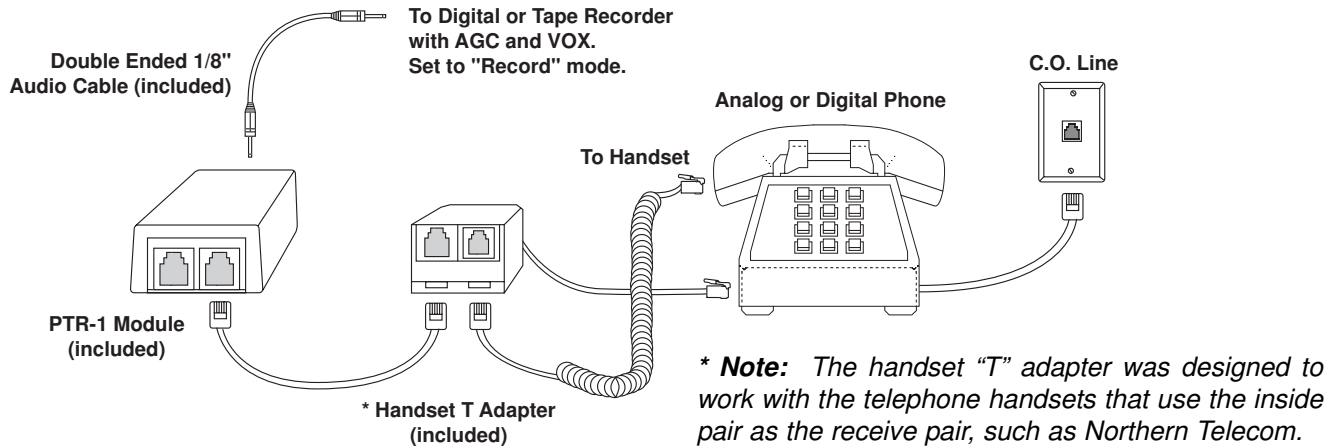 To Digital or Tape Recorder
with AGC and VOX.
Set to "Record" mode.
Double Ended 1/8"
Audio Cable (included)
C.O. Line
Analog or Digital Phone
To Handset
PTR-1 Module
(included)
* Handset T Adapter
(included)
* Note: The handset “T” adapter was designed to
work with the telephone handsets that use the inside
pair as the receive pair, such as Northern Telecom.